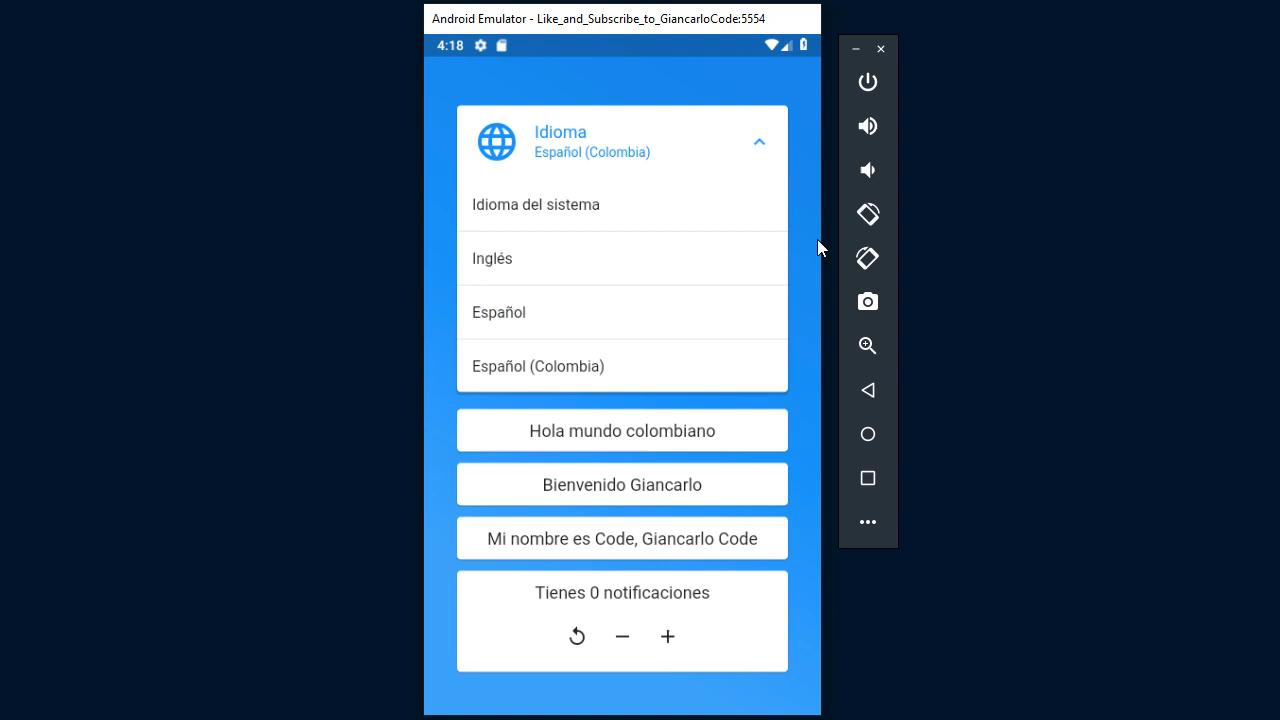 Android Emulator - Like_and_Subscribe_to_GiancarloCode:5554
4:18
Idioma
Español (Colombia)
Idioma del sistema
Inglés
Español
Español (Colombia)
Hola mundo colombiano
Bienvenido Giancarlo
Mi nombre es Code, Giancarlo Code
Tienes 0 notificaciones